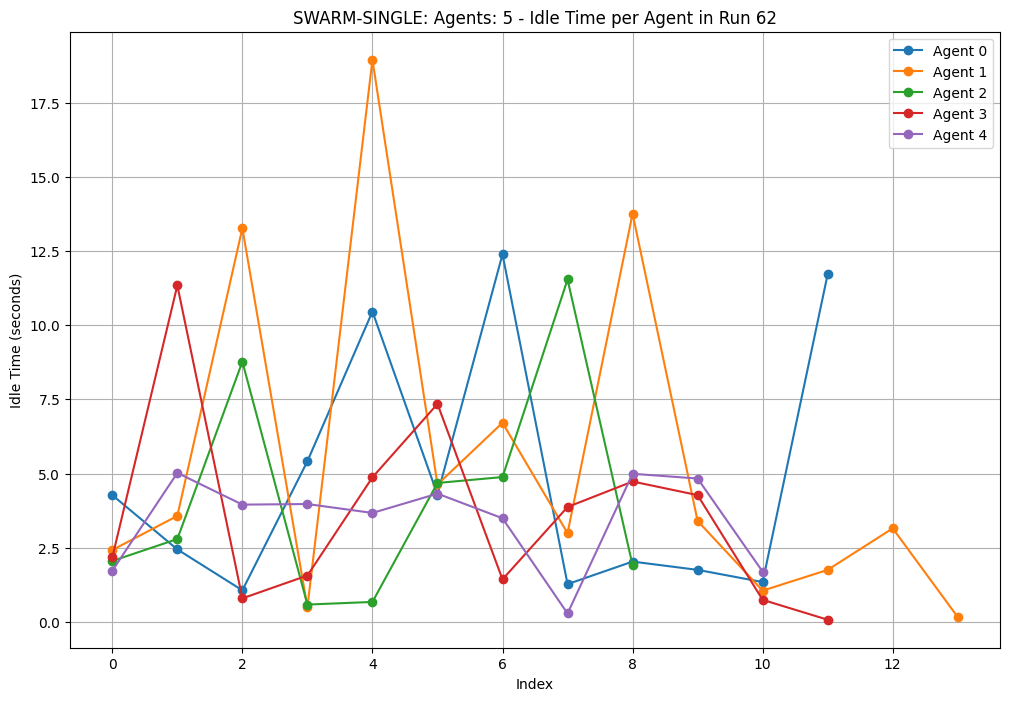 SWARM-SINGLE: Agents: 5 - Idle Time per Agent in Run 62
Agent 0
Agent 1
Agent 2
Agent 3
Agent 4
Idle Time (seconds)
17.5
15.0
12.5
10.0
7.5
5.0
2.5
0.0
0
2
4
6
8
10
12
Index